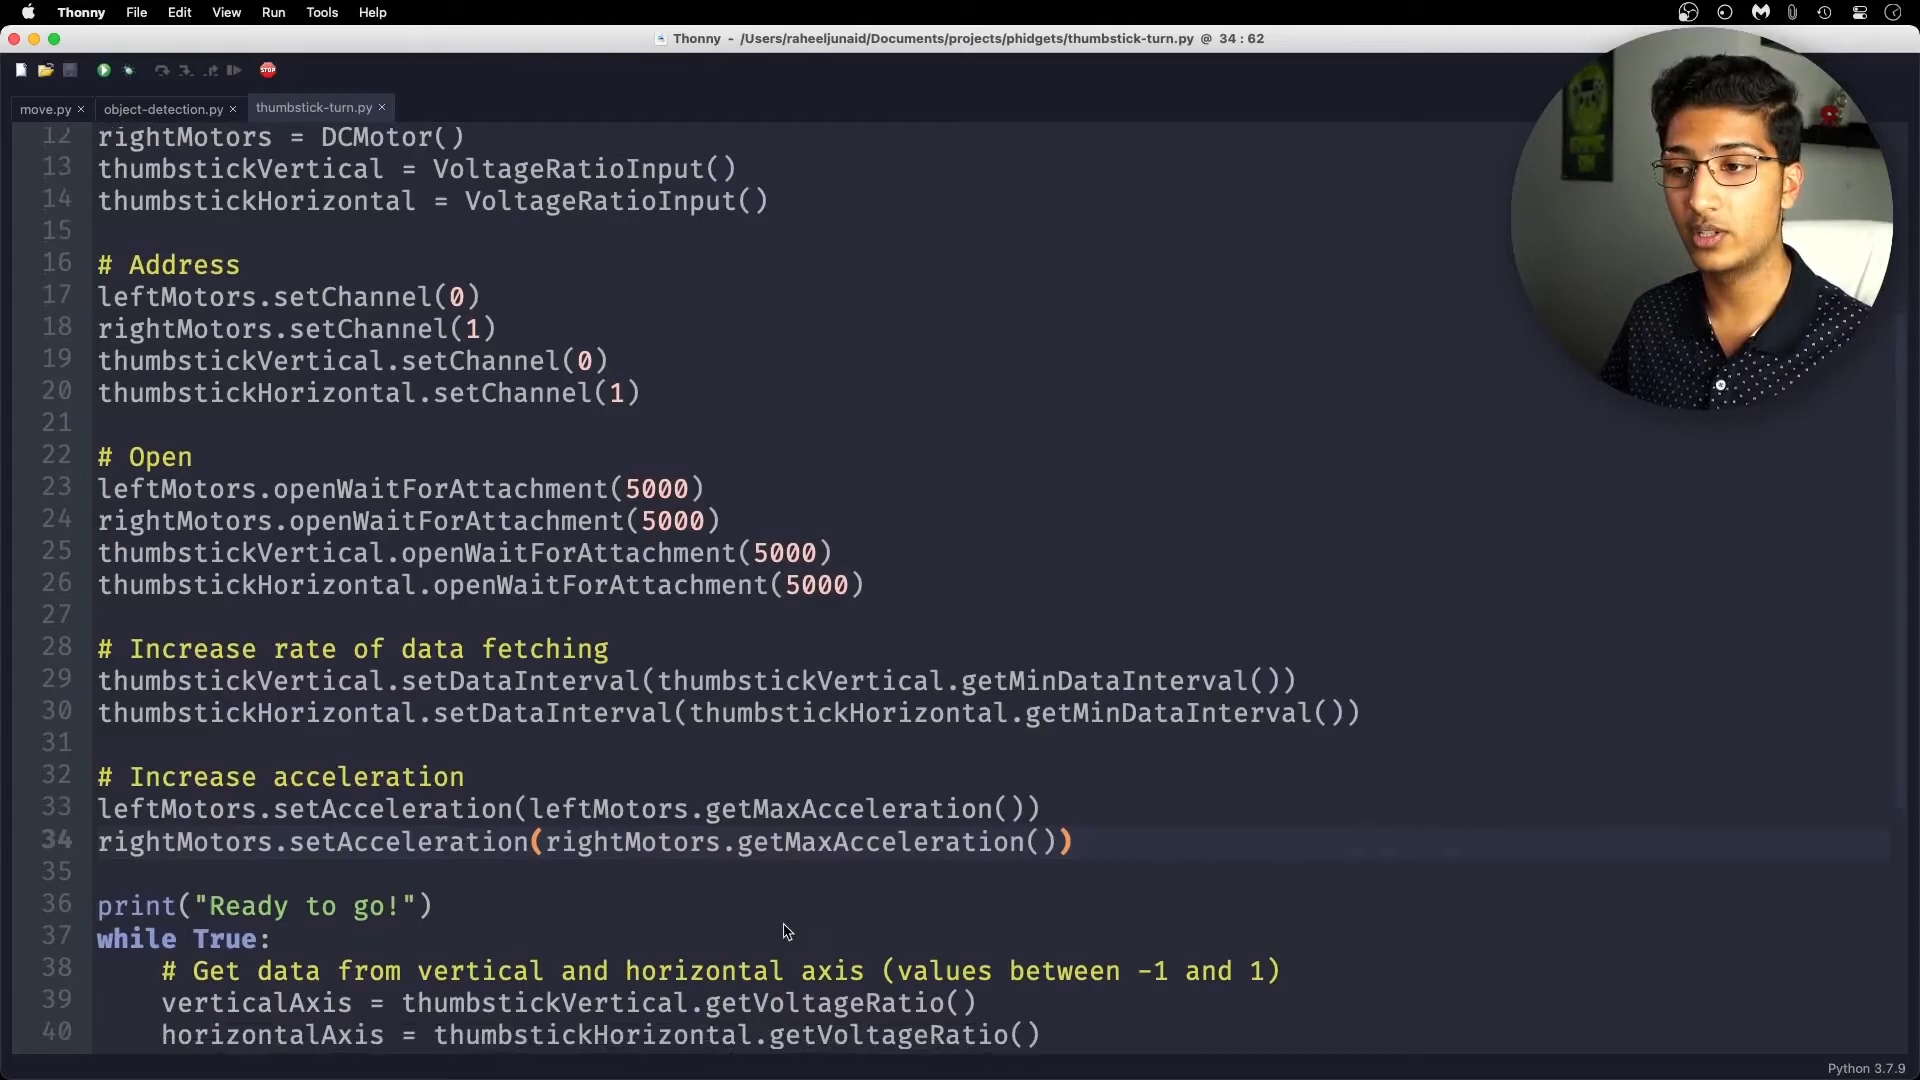 Thonny File Edit View Run Tools Help
Thonny - /Users/raheeljunaid/Documents/projects/phidgets/thumbstick-turn.py @ 34 : 62
STOP
move.py × object-detection.py × thumbstick-turn.py ×
12 rightMotors = DCMotor()
13 thumbstickVertical = VoltageRatioInput()
14 thumbstickHorizontal = VoltageRatioInput()
15
16 # Address
17 leftMotors.setChannel(0)
18 rightMotors.setChannel(1)
19 thumbstickVertical.setChannel(0)
20 thumbstickHorizontal.setChannel(1)
21
22 # Open
23 leftMotors.openWaitForAttachment(5000)
24 rightMotors.openWaitForAttachment(5000)
25 thumbstickVertical.openWaitForAttachment(5000)
26 thumbstickHorizontal.openWaitForAttachment(5000)
27
28 # Increase rate of data fetching
29 thumbstickVertical.setDataInterval(thumbstickVertical.getMinDataInterval())
30 thumbstickHorizontal.setDataInterval(thumbstickHorizontal.getMinDataInterval())
31
32 # Increase acceleration
33 leftMotors.setAcceleration(leftMotors.getMaxAcceleration())
34 rightMotors.setAcceleration(rightMotors.getMaxAcceleration())
35
36 print("Ready to go!")
37 while True:
38 # Get data from vertical and horizontal axis (values between -1 and 1)
39 verticalAxis = thumbstickVertical.getVoltageRatio()
40 horizontalAxis = thumbstickHorizontal.getVoltageRatio()
Python 3.7.9